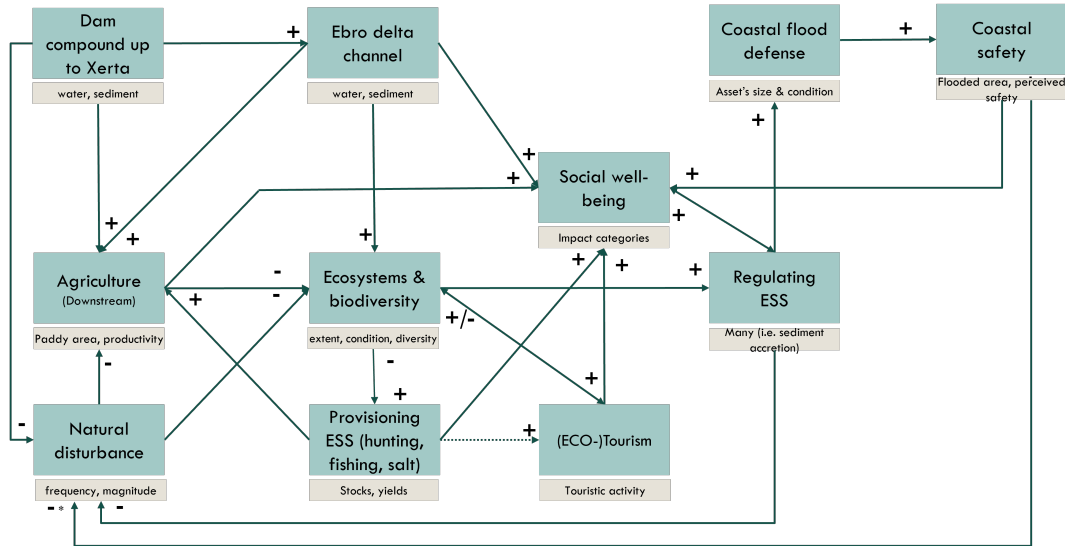 Dam
compound up
to Xerta
water, sediment
+
Ebro delta
channel
water, sediment
Coastal flood
defense
Asset's size & condition
+
Coastal
safety
Flooded area, perceived
safety
+
+
+
Social well-
being
Impact categories
+
+
+
+
+
+
Agriculture
(Downstream)
Paddy area, productivity
+
-
-
+
Ecosystems &
biodiversity
extent, condition, diversity
+/-
+
Regulating
ESS
Many (i.e. sediment
accretion)
-
-
+
+
-
Natural
disturbance
frequency, magnitude
- *
-
Provisioning
ESS (hunting,
fishing, salt)
Stocks, yields
+
(ECO-)Tourism
Touristic activity